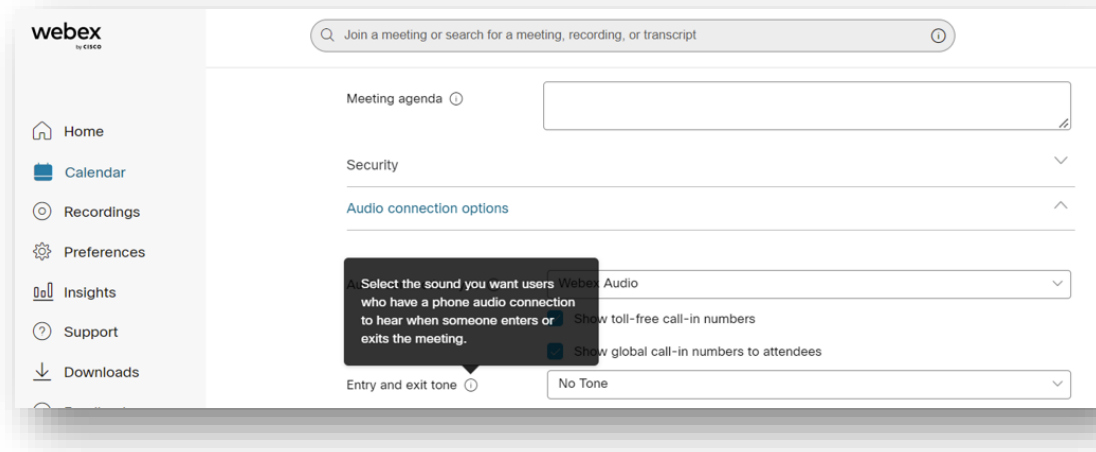 webex
by CISCO
Join a meeting or search for a meeting, recording, or transcript
Home
Calendar
Recordings
Preferences
Insights
Support
Downloads
Meeting agenda
Security
Audio connection options
Select the sound you want users
who have a phone audio connection
to hear when someone enters or
exits the meeting.
Webex Audio
Show toll-free call-in numbers
Show global call-in numbers to attendees
Entry and exit tone
No Tone